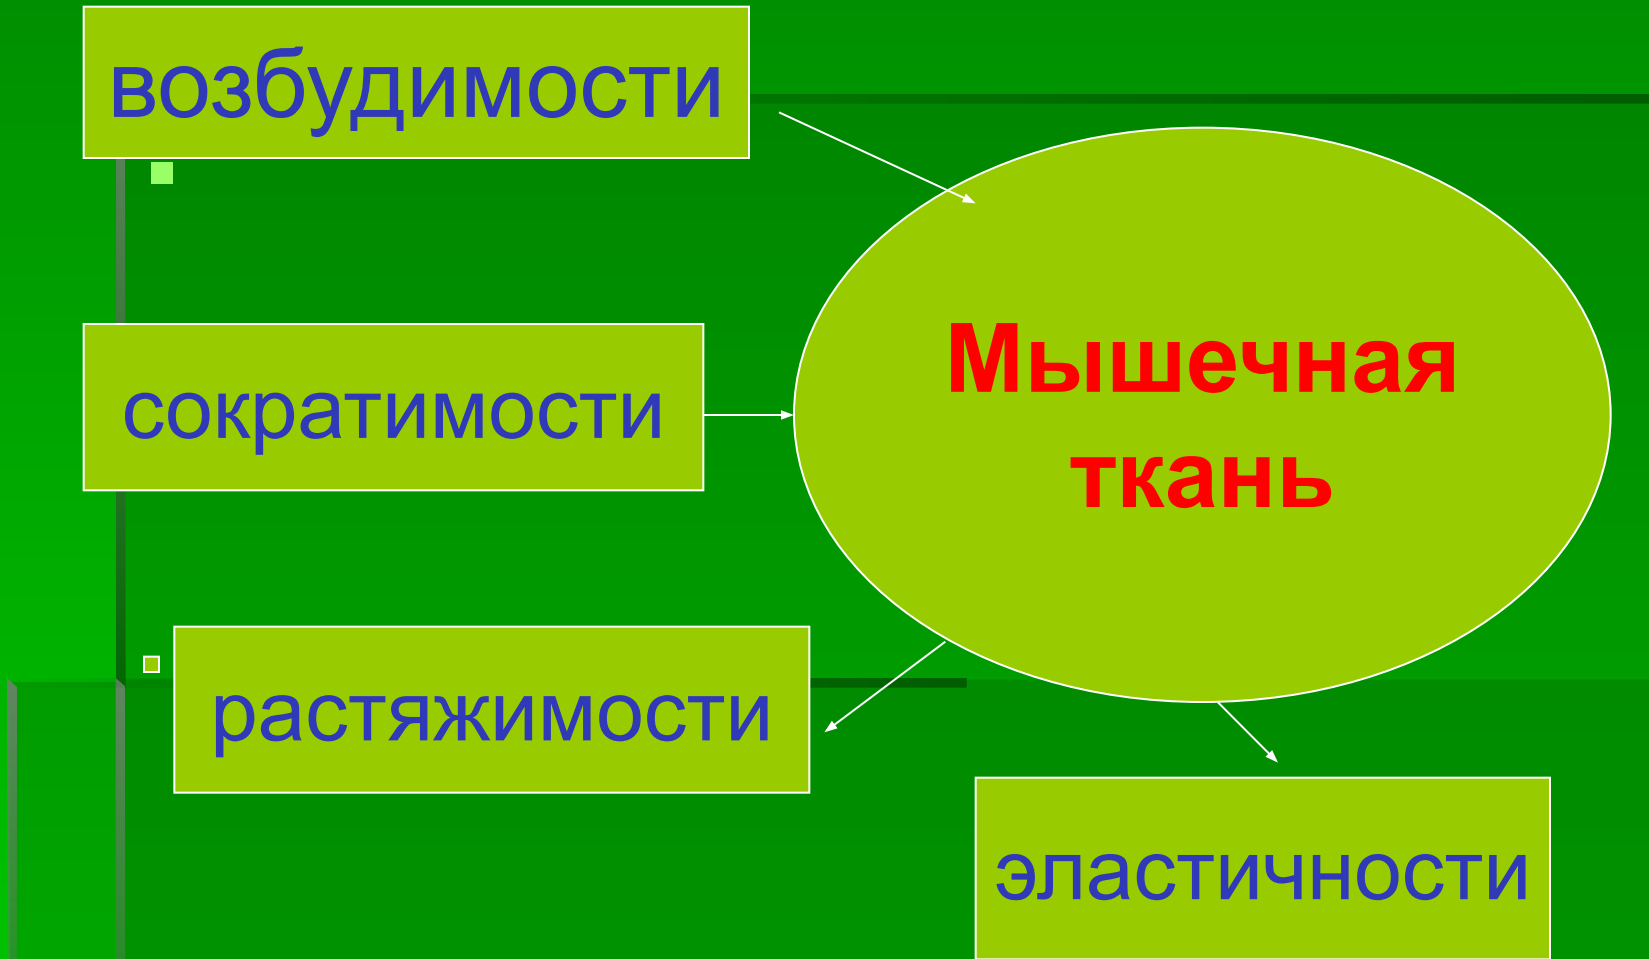 возбудимости
сократимости
Мышечная
ткань
растяжимости
эластичности